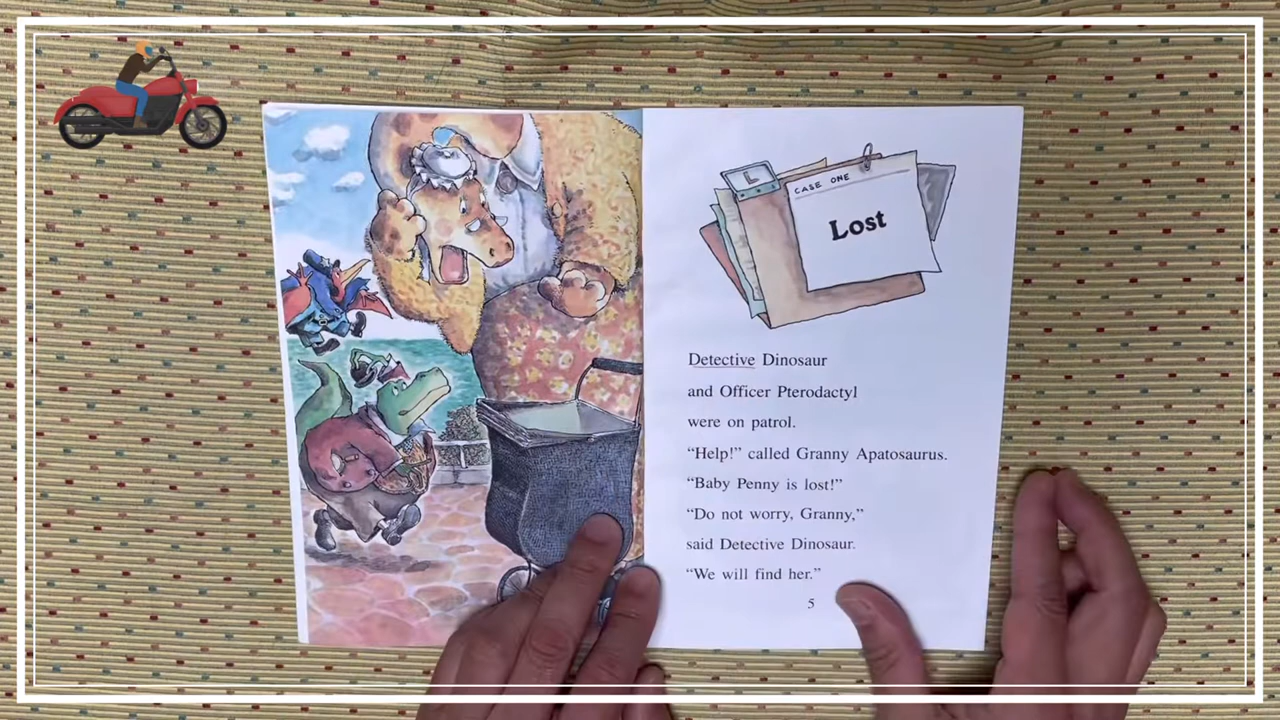 L
CASE ONE
Lost
Detective Dinosaur
and Officer Pterodactyl
were on patrol.
“Help!” called Granny Apatosaurus.
“Baby Penny is lost!”
“Do not worry, Granny,”
said Detective Dinosaur.
“We will find her.”
5